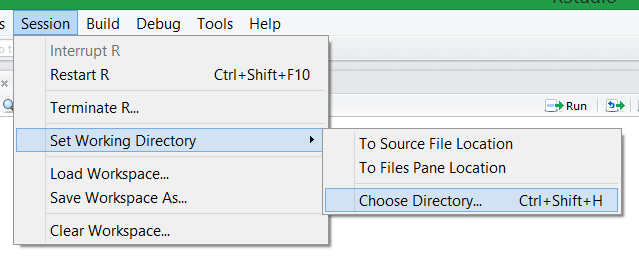 Session Build Debug Tools Help
Interrupt R
Restart R Ctrl+Shift+F10
Terminate R...
Set Working Directory
Load Workspace...
Save Workspace As...
Clear Workspace...
Run
To Source File Location
To Files Pane Location
Choose Directory... Ctrl+Shift+H